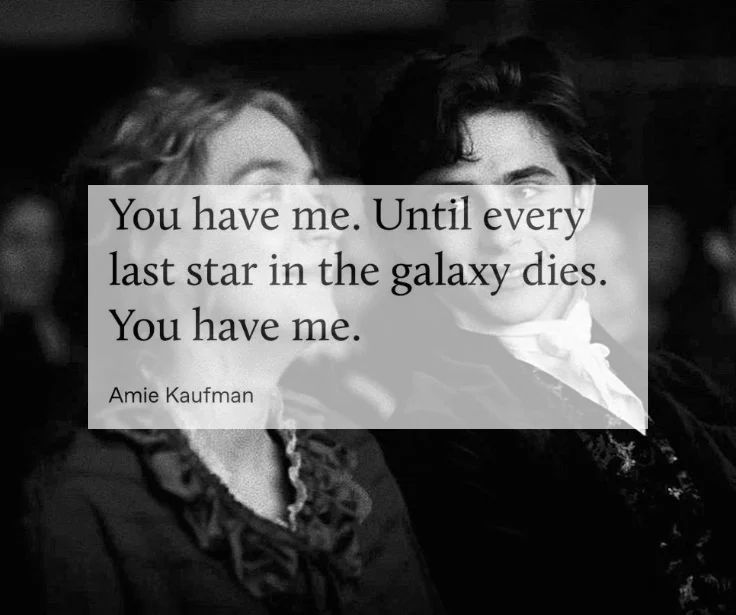 You have me. Until every
last star in the galaxy dies.
You have me.
Amie Kaufman